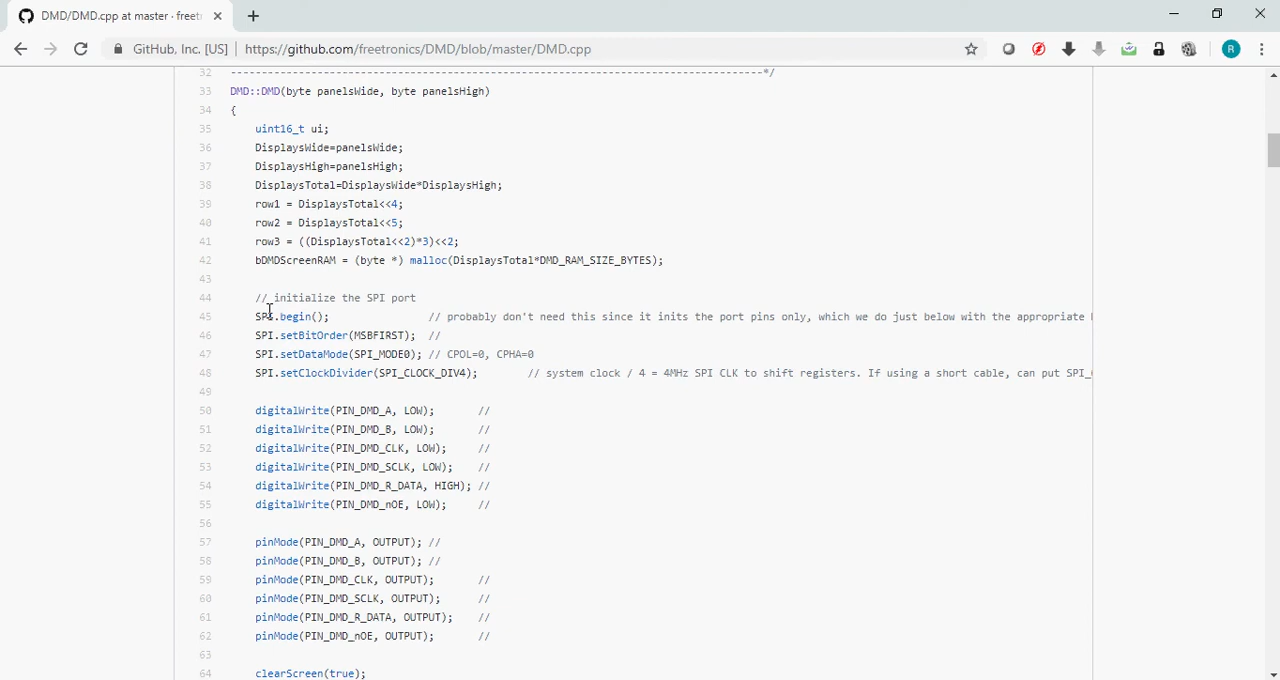 DMD/DMD.cpp at master · freet
GitHub, Inc. [US] | https://github.com/freetronics/DMD/blob/master/DMD.cpp
R
32 --------------------------------------------------------------------------------------*/
33 DMD::DMD(byte panelsWide, byte panelsHigh)
34 {
35 uint16_t ui;
36 DisplaysWide=panelsWide;
37 DisplaysHigh=panelsHigh;
38 DisplaysTotal=DisplaysWide*DisplaysHigh;
39 row1 = DisplaysTotal<<4;
40 row2 = DisplaysTotal<<5;
41 row3 = ((DisplaysTotal<<2)*3)<<2;
42 bDMDScreenRAM = (byte *) malloc(DisplaysTotal*DMD_RAM_SIZE_BYTES);
43
44 // initialize the SPI port
45 SPI.begin(); // probably don't need this since it inits the port pins only, which we do just below with the appropriate
46 SPI.setBitOrder(MSBFIRST); //
47 SPI.setDataMode(SPI_MODE0); // CPOL=0, CPHA=0
48 SPI.setClockDivider(SPI_CLOCK_DIV4); // system clock / 4 = 4MHz SPI CLK to shift registers. If using a short cable, can put SPI_
49
50 digitalWrite(PIN_DMD_A, LOW); //
51 digitalWrite(PIN_DMD_B, LOW); //
52 digitalWrite(PIN_DMD_CLK, LOW); //
53 digitalWrite(PIN_DMD_SCLK, LOW); //
54 digitalWrite(PIN_DMD_R_DATA, HIGH); //
55 digitalWrite(PIN_DMD_nOE, LOW); //
56
57 pinMode(PIN_DMD_A, OUTPUT); //
58 pinMode(PIN_DMD_B, OUTPUT); //
59 pinMode(PIN_DMD_CLK, OUTPUT); //
60 pinMode(PIN_DMD_SCLK, OUTPUT); //
61 pinMode(PIN_DMD_R_DATA, OUTPUT); //
62 pinMode(PIN_DMD_nOE, OUTPUT); //
63
64 clearScreen(true);